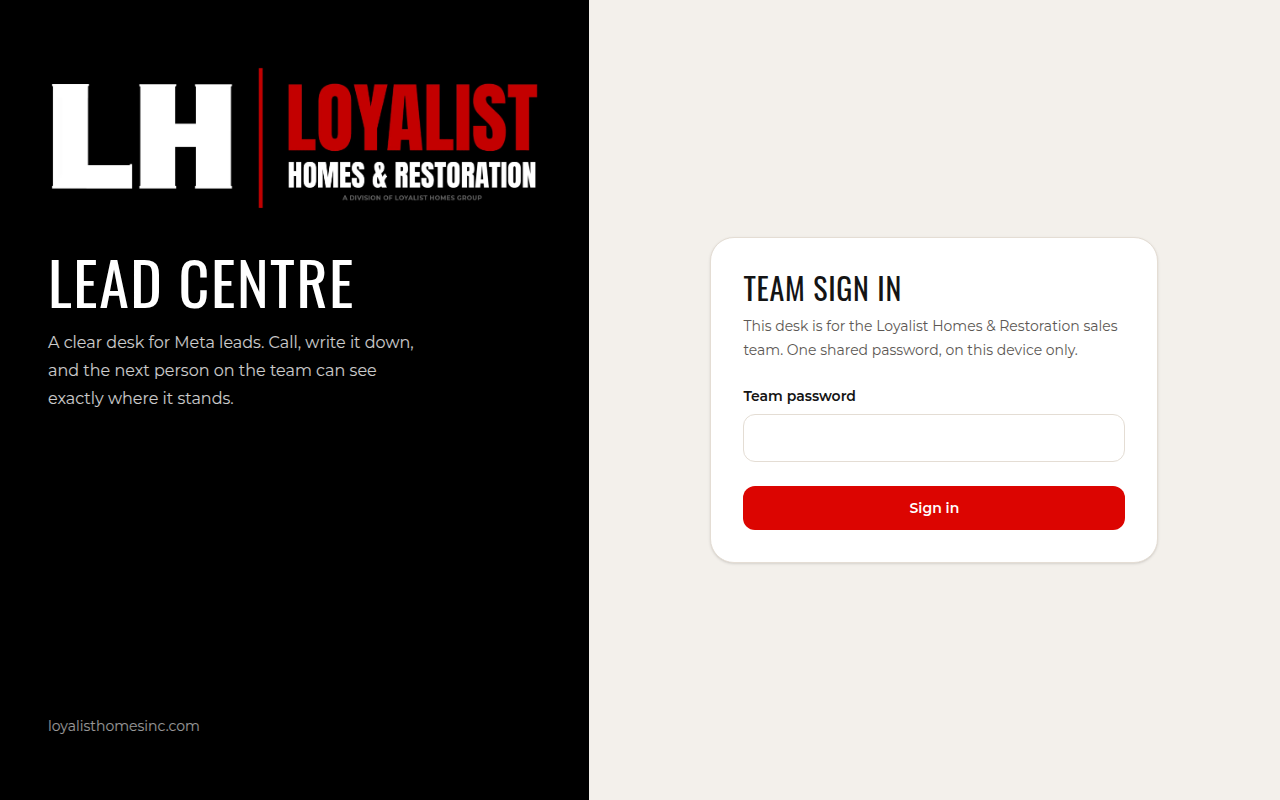 LH
LOYALIST
HOMES & RESTORATION
A DIVISION OF LOYALIST HOMES GROUP
LEAD CENTRE
A clear desk for Meta leads. Call, write it down,
and the next person on the team can see
exactly where it stands.
loyalisthomesinc.com
TEAM SIGN IN
This desk is for the Loyalist Homes & Restoration sales
team. One shared password, on this device only.
Team password
Sign in